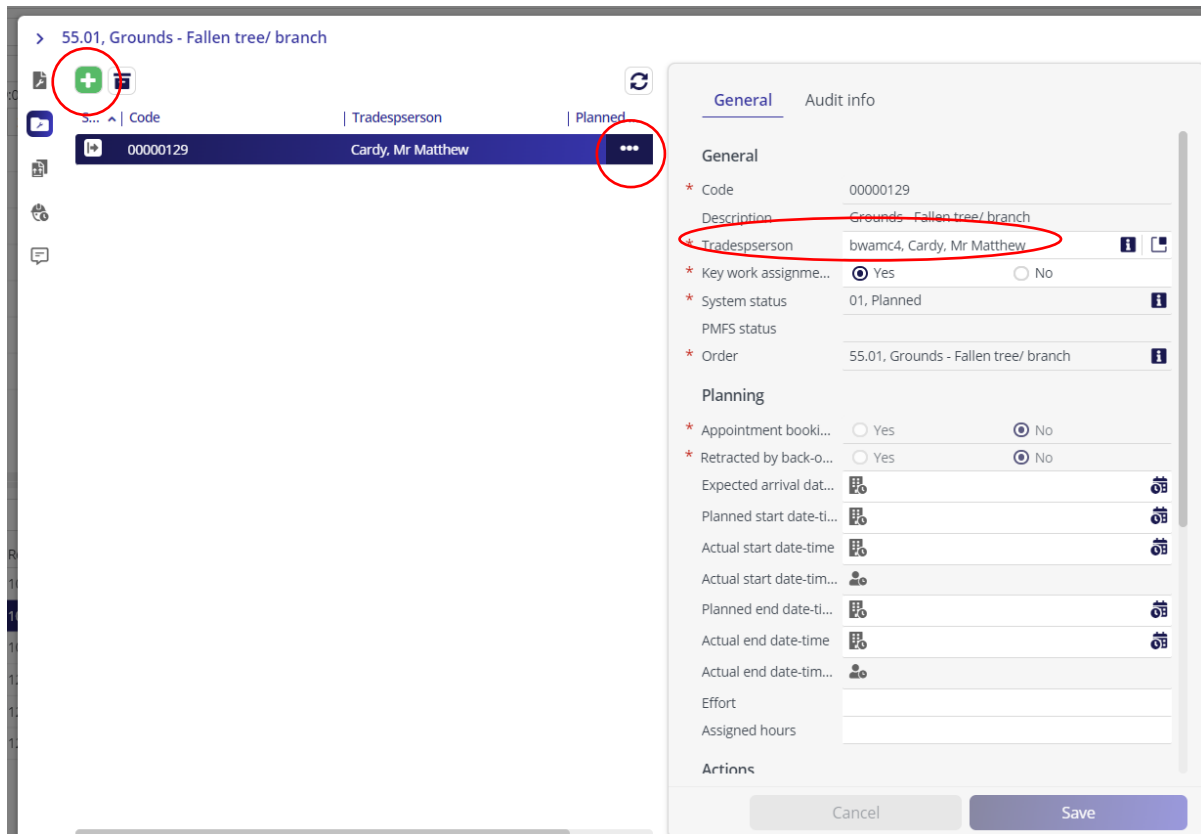 55.01, Grounds - Fallen tree/ branch
S... | Code | Tradespserson | Planned...
00000129 Cardy, Mr Matthew •••
General Audit info
General
* Code 00000129
Description Grounds - Fallen tree/ branch
* Tradespserson bwamc4, Cardy, Mr Matthew
* Key work assignme... Yes No
* System status 01, Planned
PMFS status
* Order 55.01, Grounds - Fallen tree/ branch
Planning
* Appointment booki... Yes No
* Retracted by back-o... Yes No
Expected arrival dat...
Planned start date-ti...
Actual start date-time
Actual start date-tim...
Planned end date-ti...
Actual end date-time
Actual end date-tim...
Effort
Assigned hours
Actions
Cancel Save